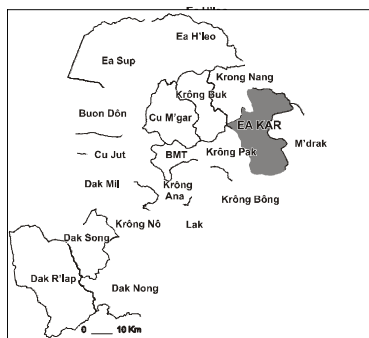 Ea H'leo
Ea H'leo
Ea Sup
Krong Nang
Krông Buk
Buon Dôn
Cu M'gar
EA KAR
M'drak
Cu Jut
BMT
Krông Pak
Dak Mil
Krông
Ana
Krông Bông
Krông Nô
Lak
Dak Song
Dak R'lap
Dak Nong
0 10 Km